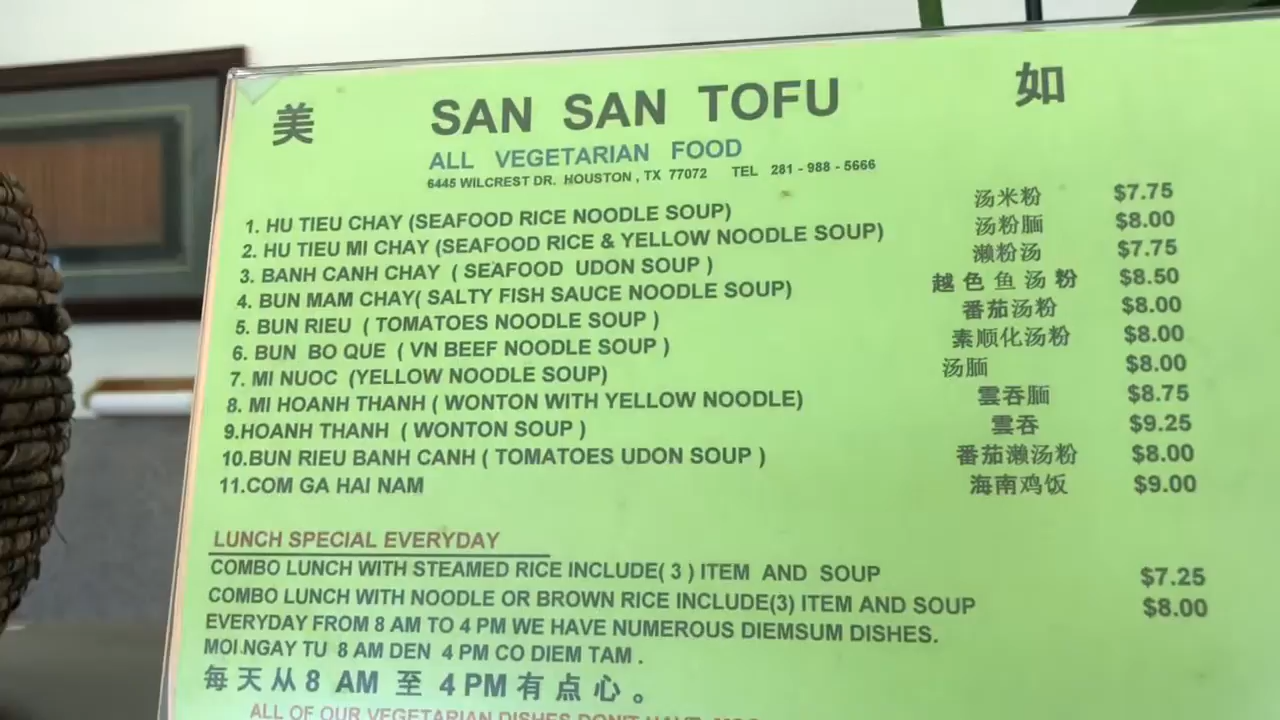 美 SAN SAN TOFU 如
ALL VEGETARIAN FOOD
6445 WILCREST DR. HOUSTON , TX 77072 TEL 281 - 988 - 5666
1. HU TIEU CHAY (SEAFOOD RICE NOODLE SOUP) 汤米粉 $7.75
2. HU TIEU MI CHAY (SEAFOOD RICE & YELLOW NOODLE SOUP) 汤粉腼 $8.00
3. BANH CANH CHAY ( SEAFOOD UDON SOUP ) 濑粉汤 $7.75
4. BUN MAM CHAY( SALTY FISH SAUCE NOODLE SOUP) 越色鱼汤粉 $8.50
5. BUN RIEU ( TOMATOES NOODLE SOUP ) 番茄汤粉 $8.00
6. BUN BO QUE ( VN BEEF NOODLE SOUP ) 素顺化汤粉 $8.00
7. MI NUOC (YELLOW NOODLE SOUP) 汤腼 $8.00
8. MI HOANH THANH ( WONTON WITH YELLOW NOODLE) 雲吞腼 $8.75
9.HOANH THANH ( WONTON SOUP ) 雲吞 $9.25
10.BUN RIEU BANH CANH ( TOMATOES UDON SOUP ) 番茄濑汤粉 $8.00
11.COM GA HAI NAM 海南鸡饭 $9.00
LUNCH SPECIAL EVERYDAY
COMBO LUNCH WITH STEAMED RICE INCLUDE( 3 ) ITEM AND SOUP $7.25
COMBO LUNCH WITH NOODLE OR BROWN RICE INCLUDE(3) ITEM AND SOUP $8.00
EVERYDAY FROM 8 AM TO 4 PM WE HAVE NUMEROUS DIEMSUM DISHES.
MOI NGAY TU 8 AM DEN 4 PM CO DIEM TAM .
每天从8 AM 至 4 PM 有点心。
ALL OF OUR VEGETARIAN DISHES DON'T HAVE